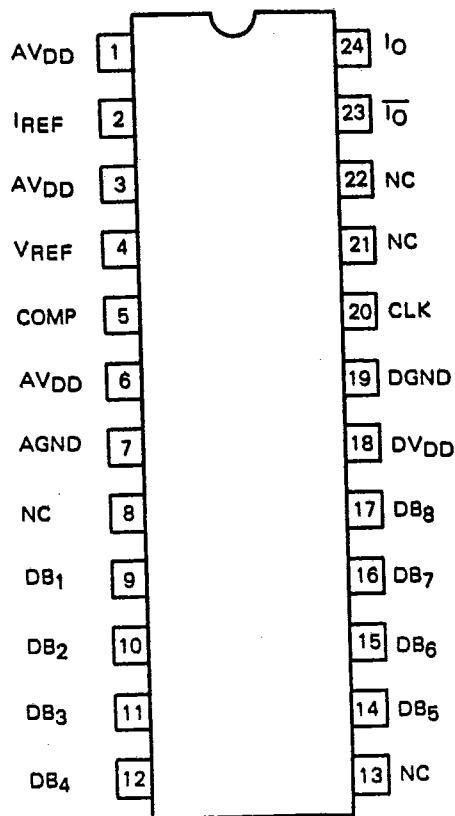 AVDD 1 24 IO
IREF 2 23 I̅O̅
AVDD 3 22 NC
VREF 4 21 NC
COMP 5 20 CLK
AVDD 6 19 DGND
AGND 7 18 DVDD
NC 8 17 DB8
DB1 9 16 DB7
DB2 10 15 DB6
DB3 11 14 DB5
DB4 12 13 NC